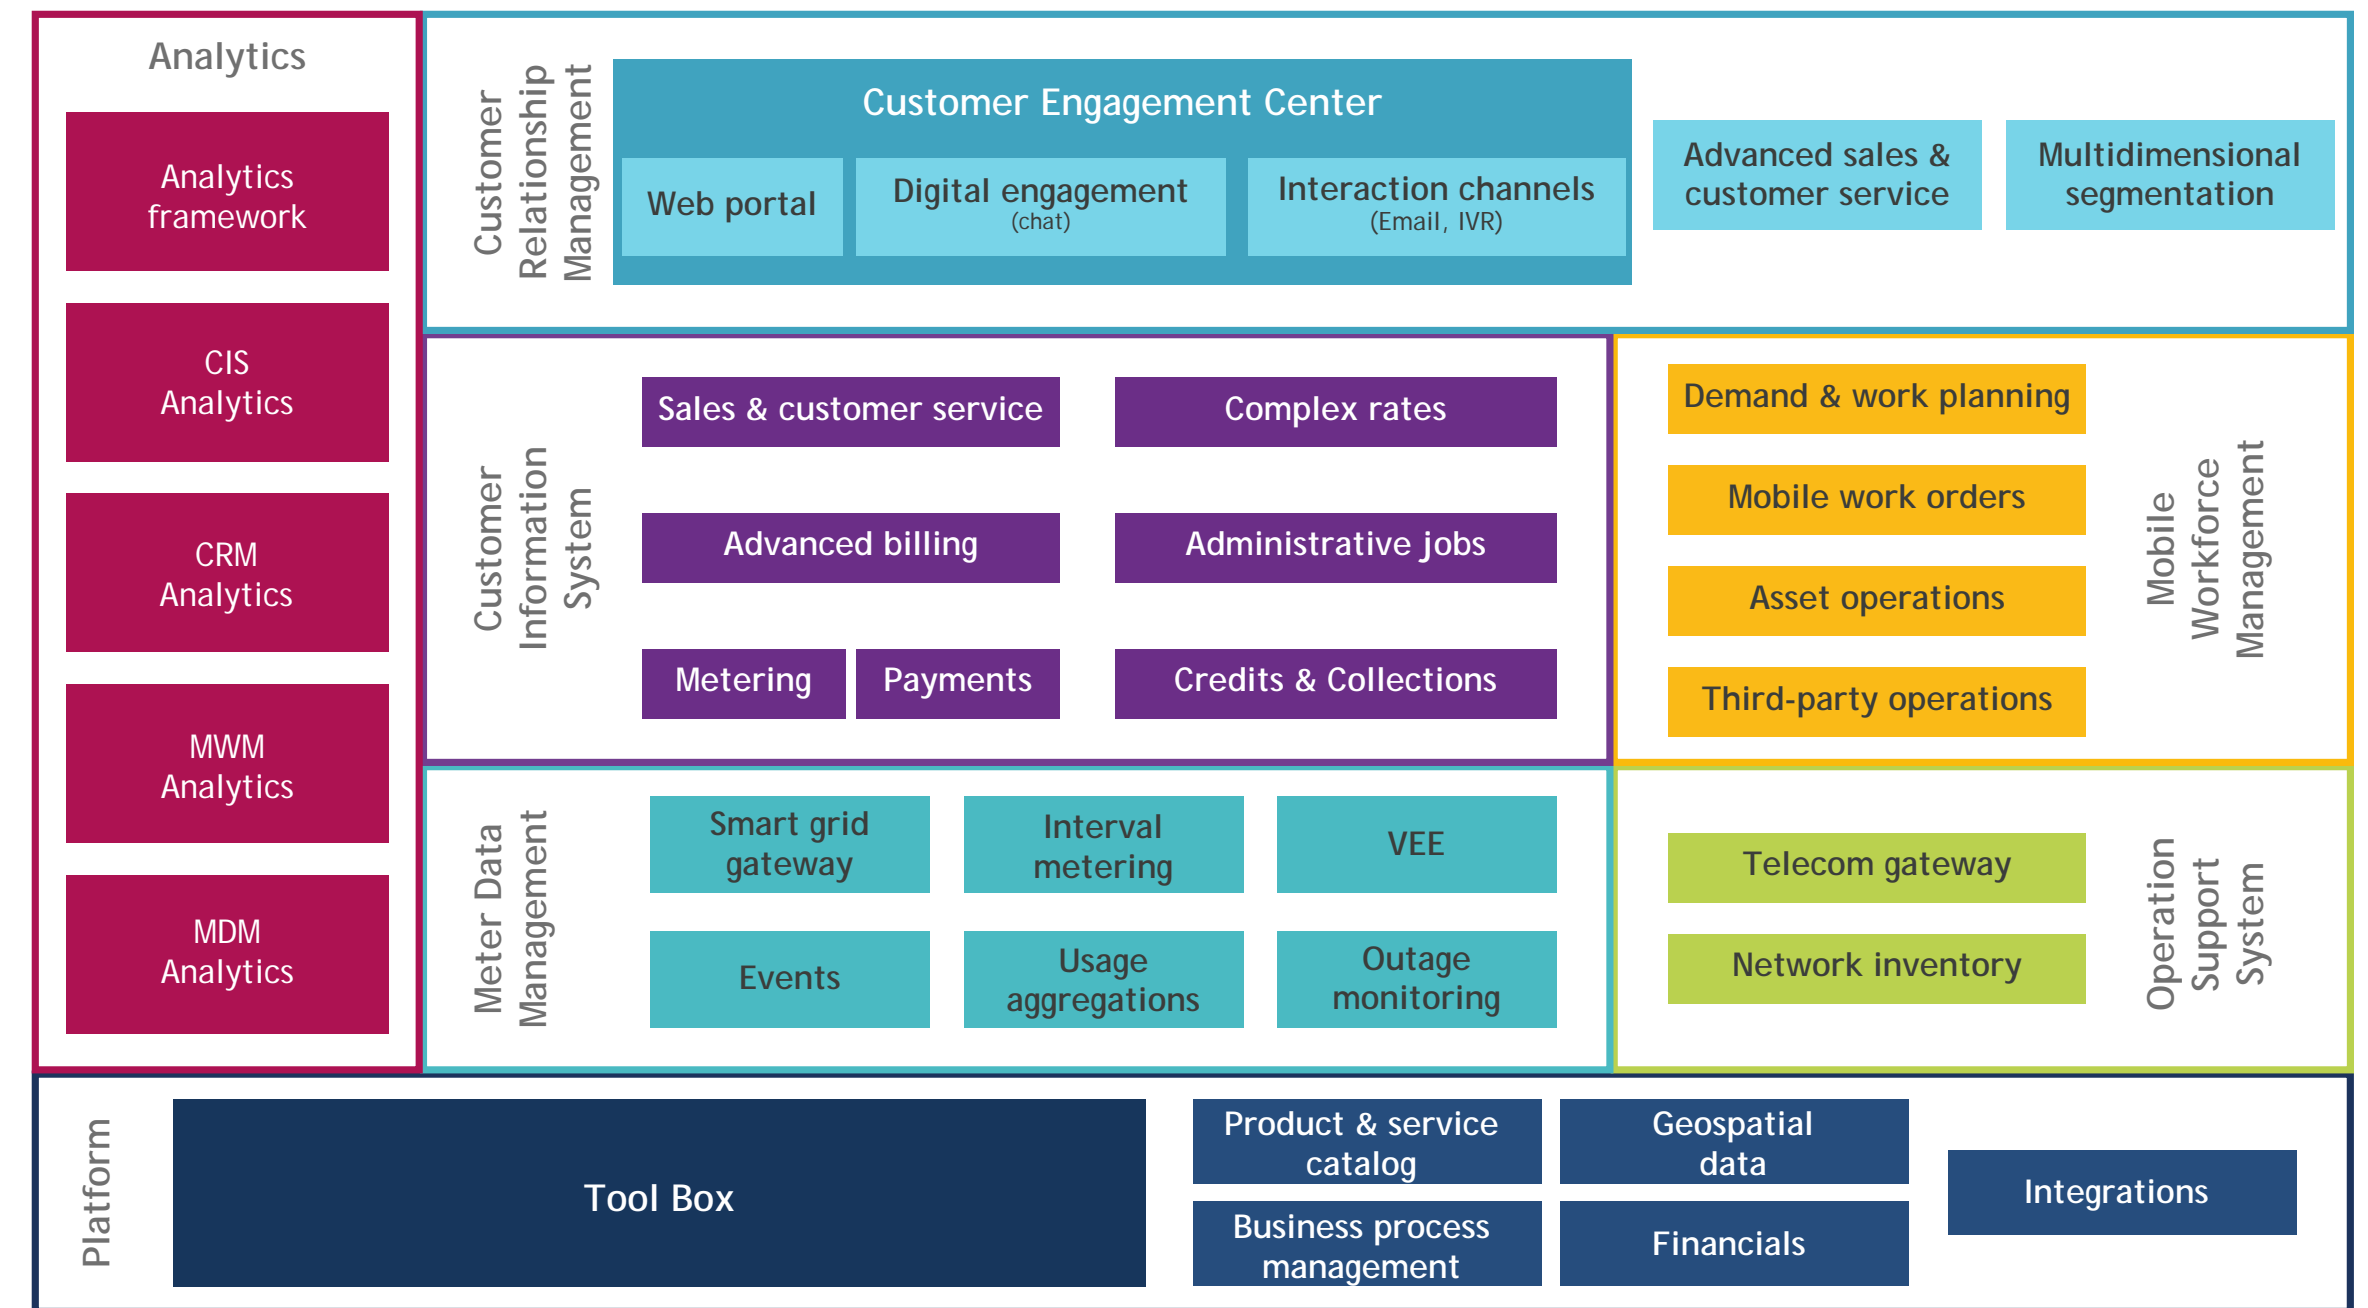 Analytics
Analytics
framework
CIS
Analytics
CRM
Analytics
MWM
Analytics
MDM
Analytics
Customer
Relationship
Management
Customer Engagement Center
Web portal
Digital engagement
(chat)
Interaction channels
(Email, IVR)
Advanced sales &
customer service
Multidimensional
segmentation
Customer
Information
System
Sales & customer service
Complex rates
Advanced billing
Administrative jobs
Metering
Payments
Credits & Collections
Demand & work planning
Mobile work orders
Asset operations
Third-party operations
Mobile
Workforce
Management
Meter Data
Management
Smart grid
gateway
Interval
metering
VEE
Events
Usage
aggregations
Outage
monitoring
Telecom gateway
Network inventory
Operation
Support
System
Platform
Tool Box
Product & service
catalog
Geospatial
data
Business process
management
Financials
Integrations